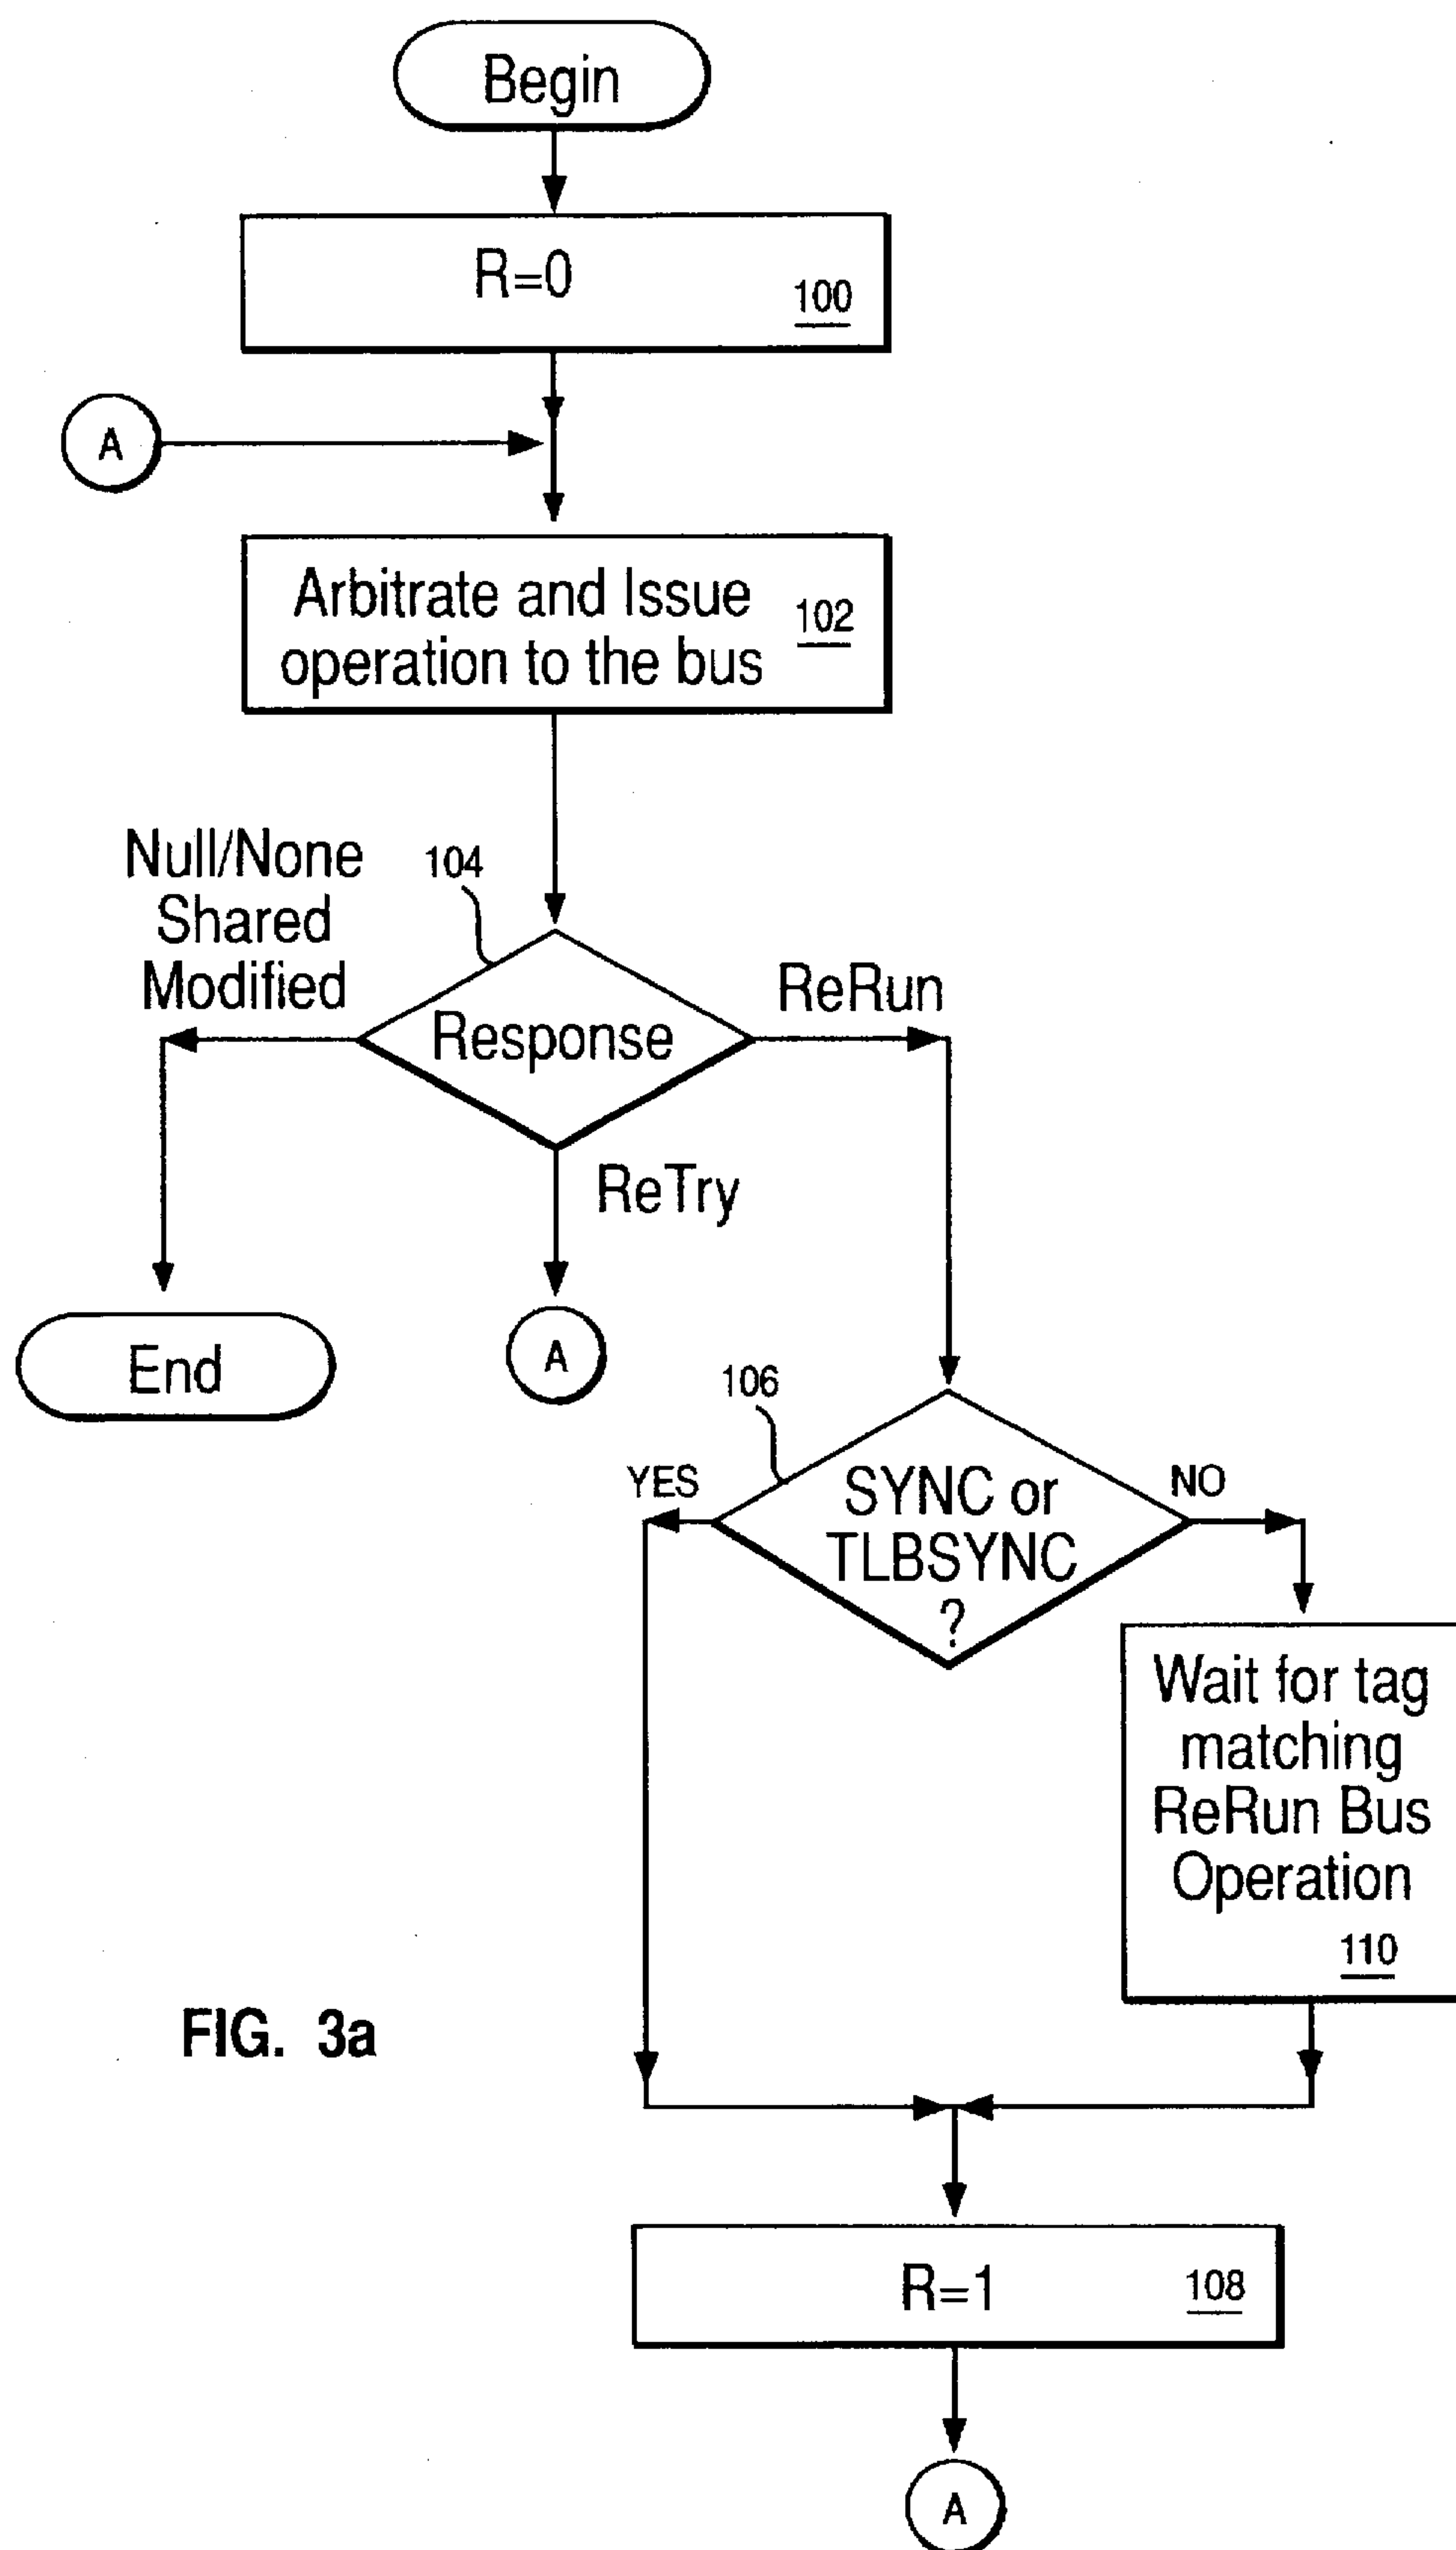 Begin
R=0
100
A
Arbitrate and Issue
operation to the bus
102
Null/None
Shared
Modified
104
Response
ReRun
ReTry
End
A
106
YES
SYNC or
TLBSYNC
?
NO
Wait for tag
matching
ReRun Bus
Operation
110
FIG. 3a
R=1
108
A